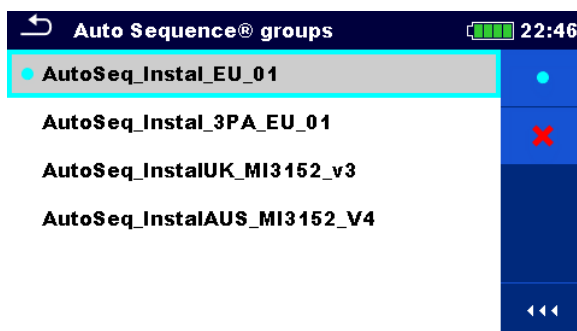 Auto Sequence® groups 22:46
AutoSeq_Instal_EU_01
AutoSeq_Instal_3PA_EU_01
AutoSeq_InstalUK_MI3152_v3
AutoSeq_InstalAUS_MI3152_V4